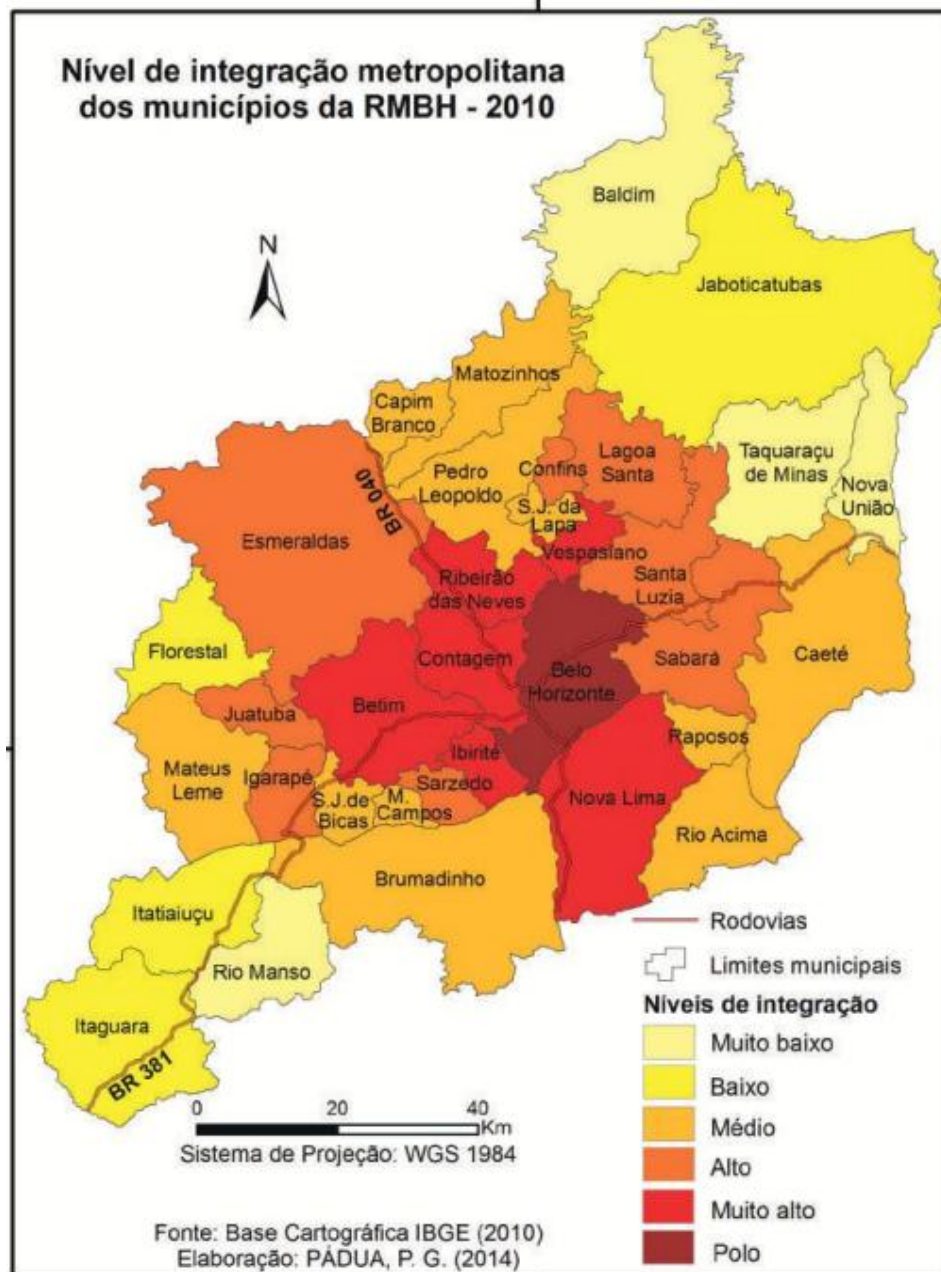 Nível de integração metropolitana
dos municípios da RMBH - 2010
N
Baldim
Jaboticatubas
Matozinhos
Capim
Branco
Pedro
Leopoldo
Confins
Lagoa
Santa
Taquaraçu
de Minas
Nova
União
BR 040
S.J. da
Lapa
Vespasiano
Esmeraldas
Ribeirão
das Neves
Santa
Luzia
Florestal
Contagem
Belo
Horizonte
Sabará
Caeté
Betim
Juatuba
Ibirité
Raposos
Mateus
Leme
Igarapé
Sarzedo
S.J.de
Bicas
M.
Campos
Nova Lima
Rio Acima
Brumadinho
Itatiaiuçu
Rio Manso
Itaguara
BR 381
Rodovias
Limites municipais
Níveis de integração
Muito baixo
Baixo
Médio
Alto
Muito alto
Polo
0 20 40
Km
Sistema de Projeção: WGS 1984
Fonte: Base Cartográfica IBGE (2010)
Elaboração: PÁDUA, P. G. (2014)